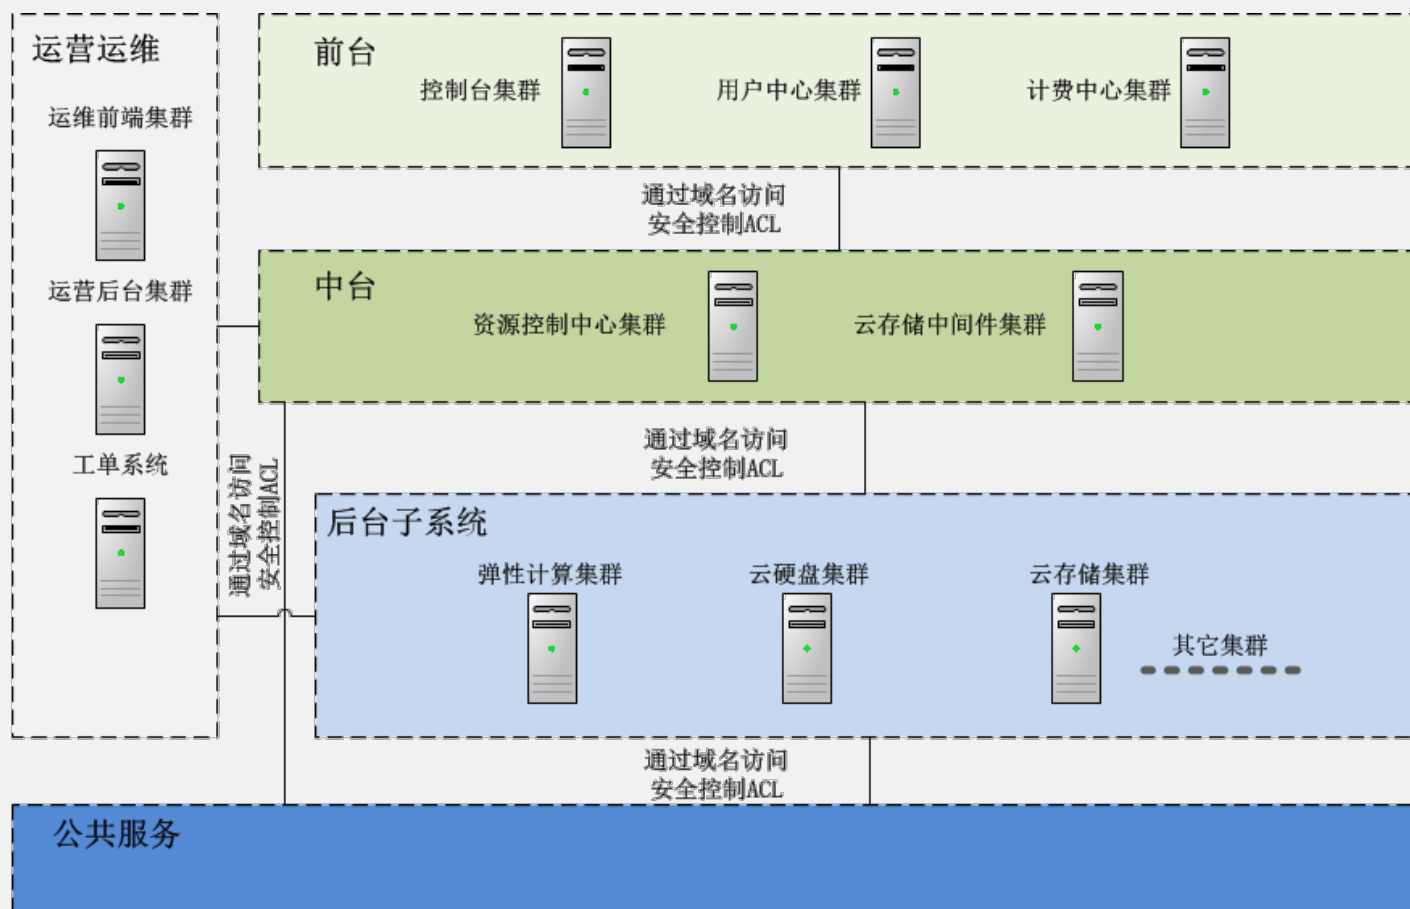 运营运维
运维前端集群
运营后台集群
工单系统
前台
控制台集群
用户中心集群
计费中心集群
通过域名访问
安全控制ACL
中台
资源控制中心集群
云存储中间件集群
通过域名访问
安全控制ACL
通过域名访问
安全控制ACL
后台子系统
弹性计算集群
云硬盘集群
云存储集群
其它集群
通过域名访问
安全控制ACL
公共服务